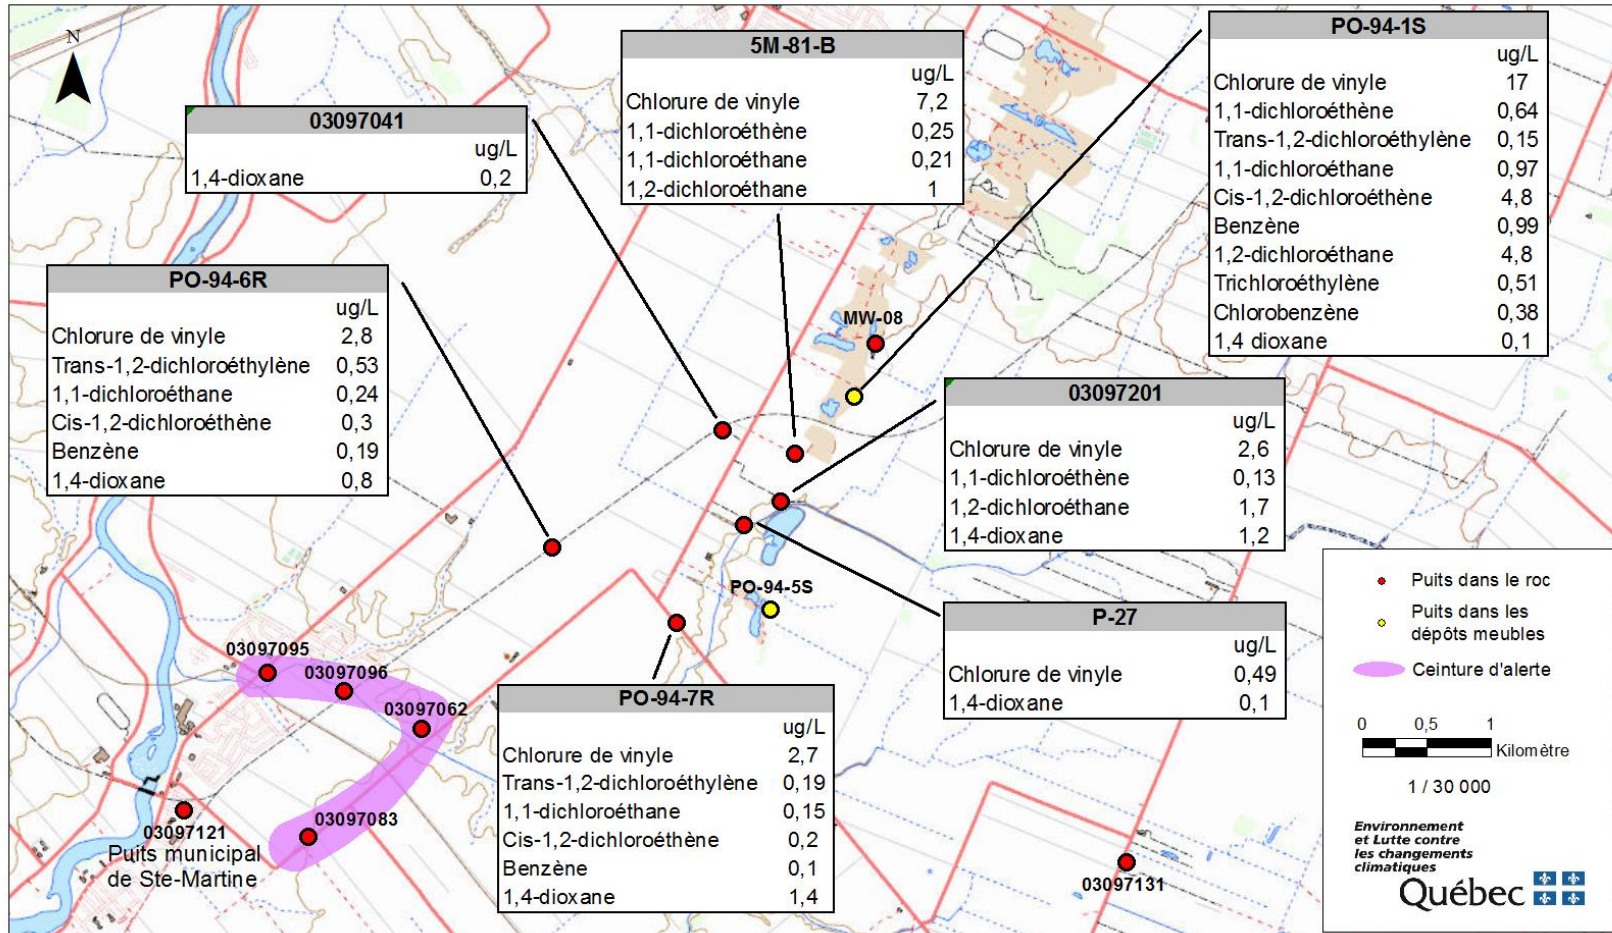 N
03097041
ug/L
1,4-dioxane 0,2
5M-81-B
ug/L
Chlorure de vinyle 7,2
1,1-dichloroéthène 0,25
1,1-dichloroéthane 0,21
1,2-dichloroéthane 1
PO-94-1S
ug/L
Chlorure de vinyle 17
1,1-dichloroéthène 0,64
Trans-1,2-dichloroéthylène 0,15
1,1-dichloroéthane 0,97
Cis-1,2-dichloroéthène 4,8
Benzène 0,99
1,2-dichloroéthane 4,8
Trichloroéthylène 0,51
Chlorobenzène 0,38
1,4 dioxane 0,1
PO-94-6R
ug/L
Chlorure de vinyle 2,8
Trans-1,2-dichloroéthylène 0,53
1,1-dichloroéthane 0,24
Cis-1,2-dichloroéthène 0,3
Benzène 0,19
1,4-dioxane 0,8
MW-08
03097201
ug/L
Chlorure de vinyle 2,6
1,1-dichloroéthène 0,13
1,2-dichloroéthane 1,7
1,4-dioxane 1,2
PO-94-5S
P-27
ug/L
Chlorure de vinyle 0,49
1,4-dioxane 0,1
03097095
03097096
03097062
03097083
03097121
Puits municipal
de Ste-Martine
PO-94-7R
ug/L
Chlorure de vinyle 2,7
Trans-1,2-dichloroéthylène 0,19
1,1-dichloroéthane 0,15
Cis-1,2-dichloroéthène 0,2
Benzène 0,1
1,4-dioxane 1,4
03097131
Puits dans le roc
Puits dans les
dépôts meubles
Ceinture d'alerte
0 0,5 1
Kilomètre
1 / 30 000
Environnement
et Lutte contre
les changements
climatiques
Québec